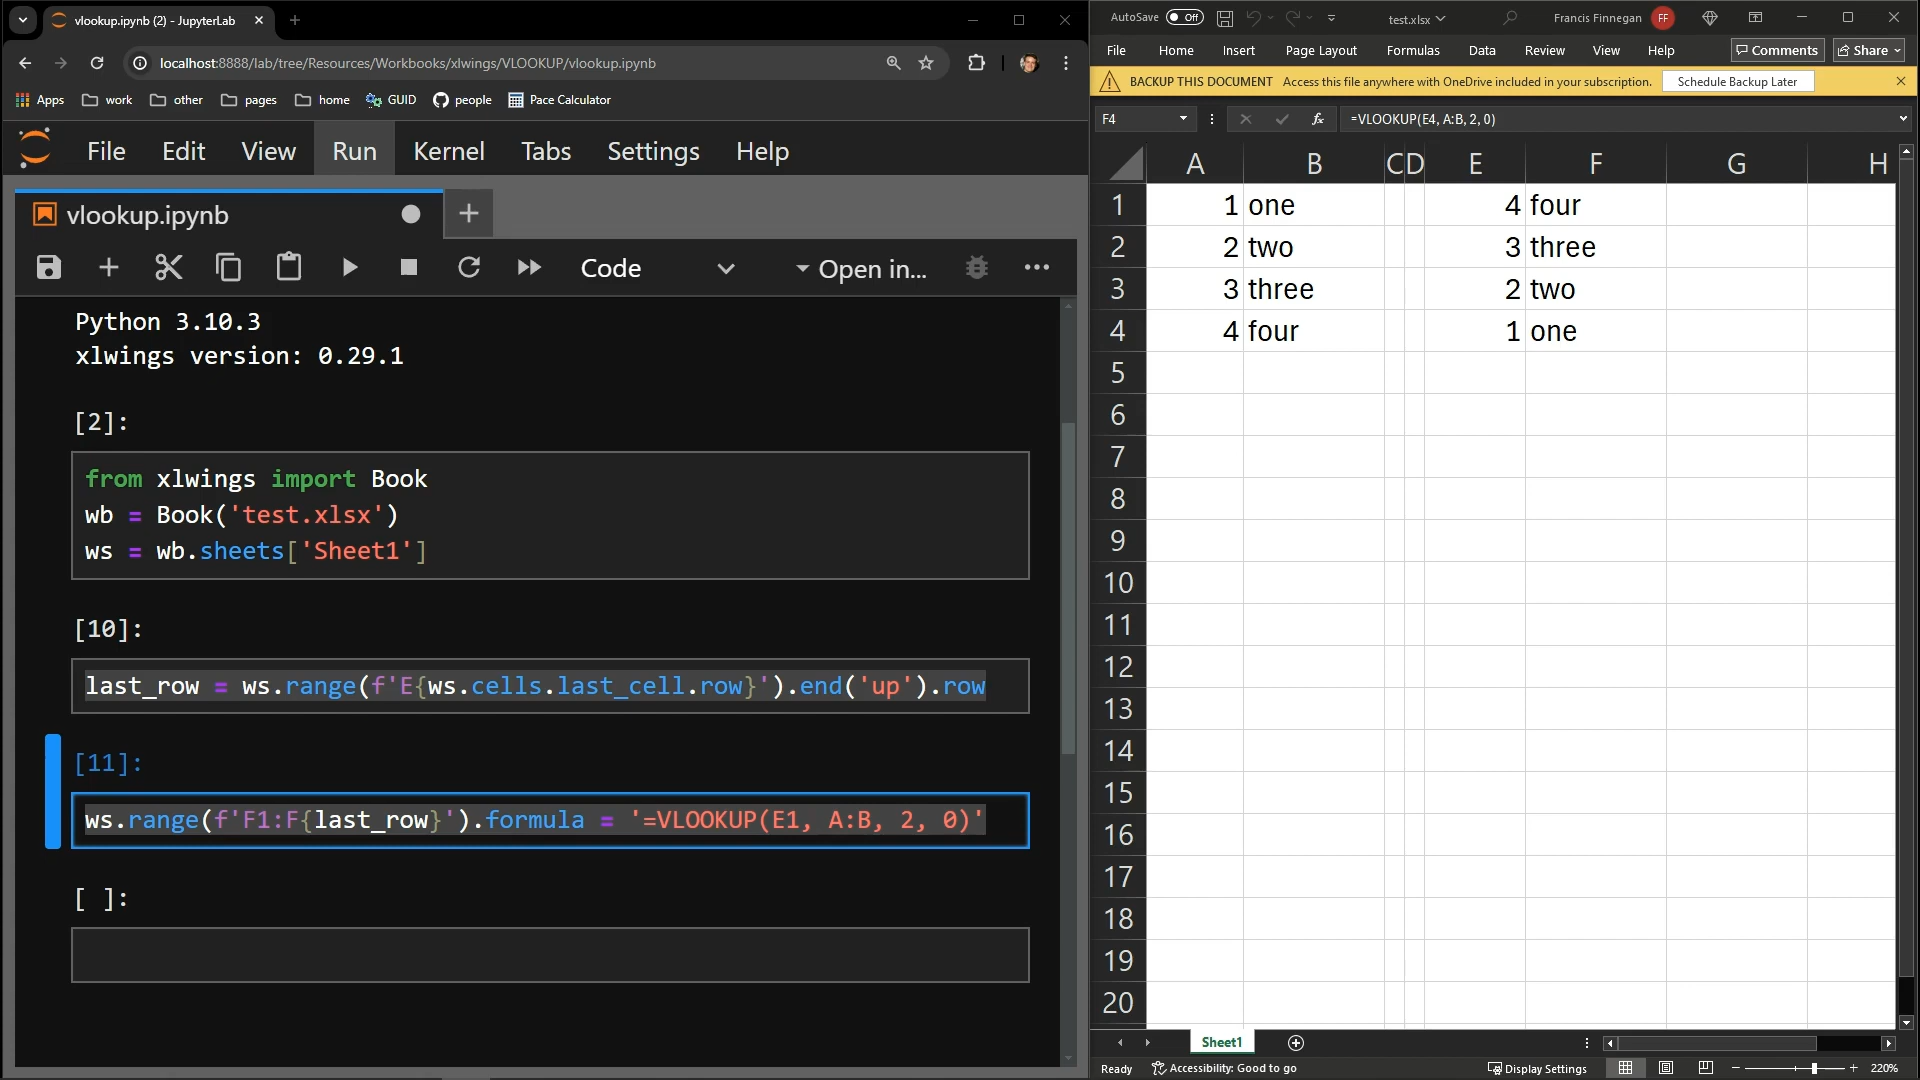 vlookup.ipynb (2) - JupyterLab
localhost:8888/lab/tree/Resources/Workbooks/xlwings/VLOOKUP/vlookup.ipynb
Apps work other pages home GUID people Pace Calculator
File Edit View Run Kernel Tabs Settings Help
vlookup.ipynb
Code Open in...
Python 3.10.3
xlwings version: 0.29.1
[2]:
from xlwings import Book
wb = Book('test.xlsx')
ws = wb.sheets['Sheet1']
[10]:
last_row = ws.range(f'E{ws.cells.last_cell.row}').end('up').row
[11]:
ws.range(f'F1:F{last_row}').formula = '=VLOOKUP(E1, A:B, 2, 0)'
[ ]:
AutoSave Off test.xlsx Francis Finnegan FF
File Home Insert Page Layout Formulas Data Review View Help Comments Share
BACKUP THIS DOCUMENT Access this file anywhere with OneDrive included in your subscription. Schedule Backup Later
F4 fx =VLOOKUP(E4, A:B, 2, 0)
A B C D E F G H
1 1 one 4 four
2 2 two 3 three
3 3 three 2 two
4 4 four 1 one
5
6
7
8
9
10
11
12
13
14
15
16
17
18
19
20
Sheet1
Ready Accessibility: Good to go Display Settings 220%